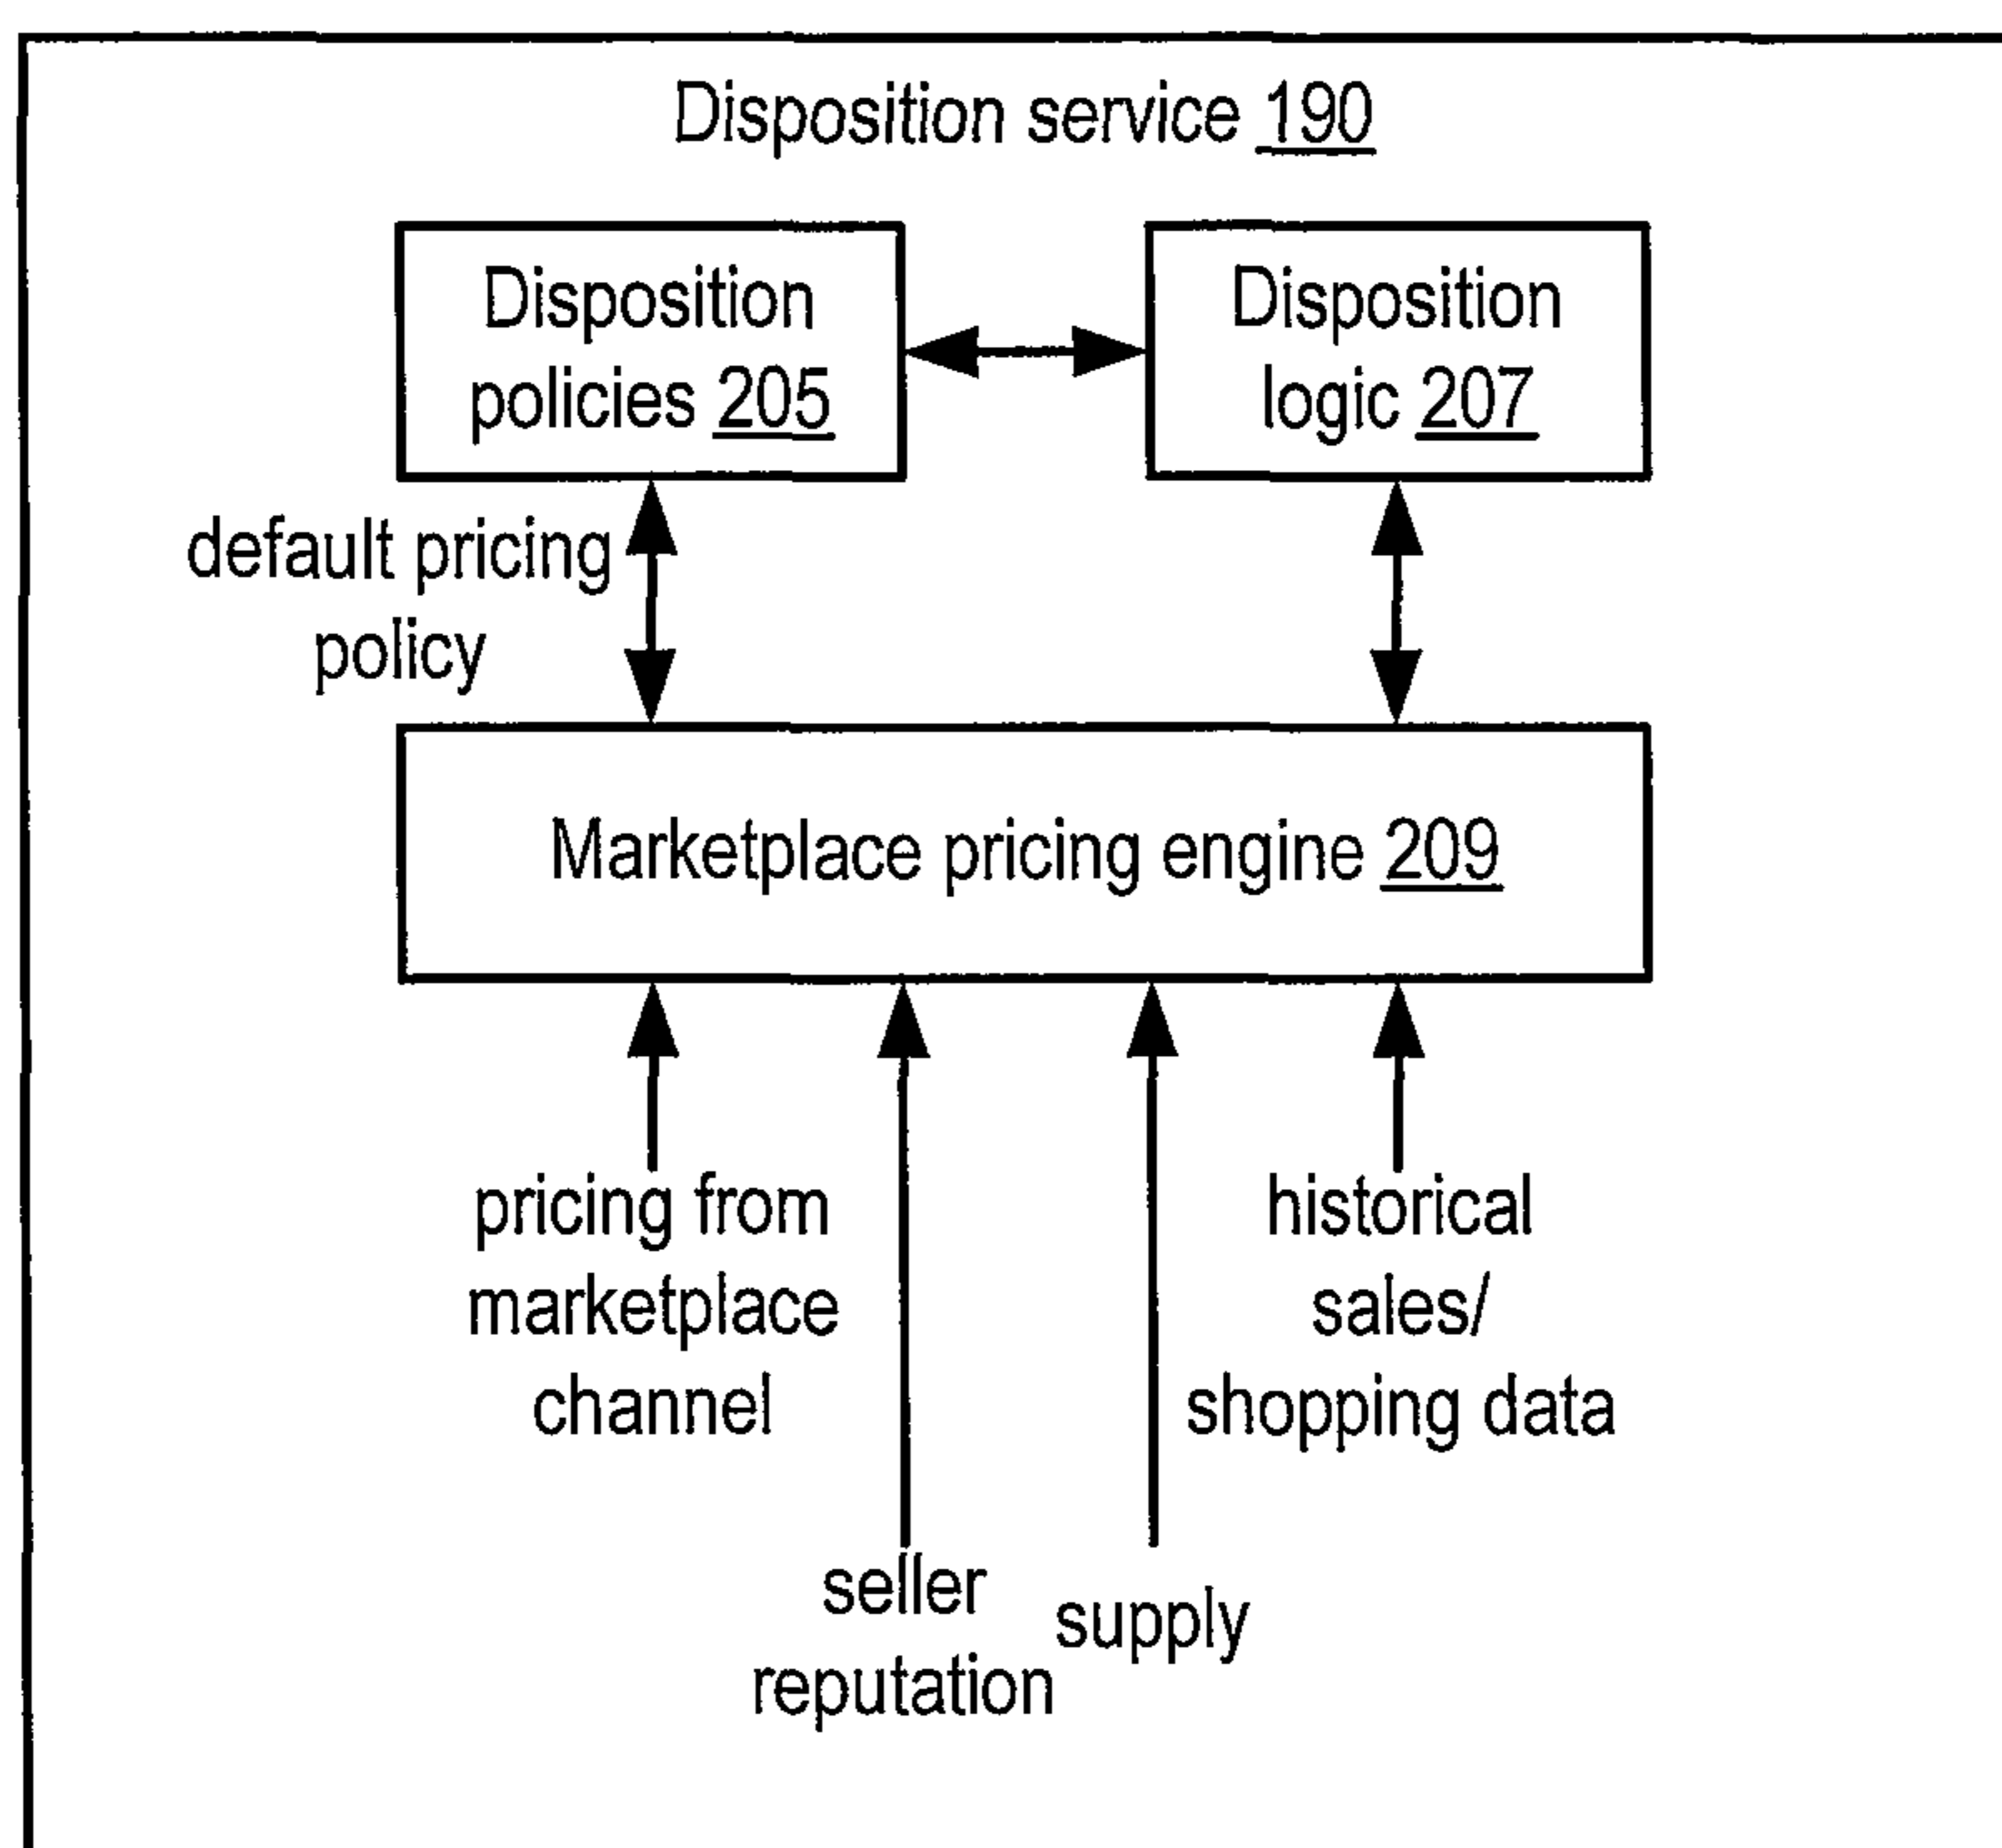 Disposition service 190
Disposition
policies 205
Disposition
logic 207
default pricing
policy
Marketplace pricing engine 209
pricing from
marketplace
channel
historical
sales/
shopping data
seller
reputation
supply